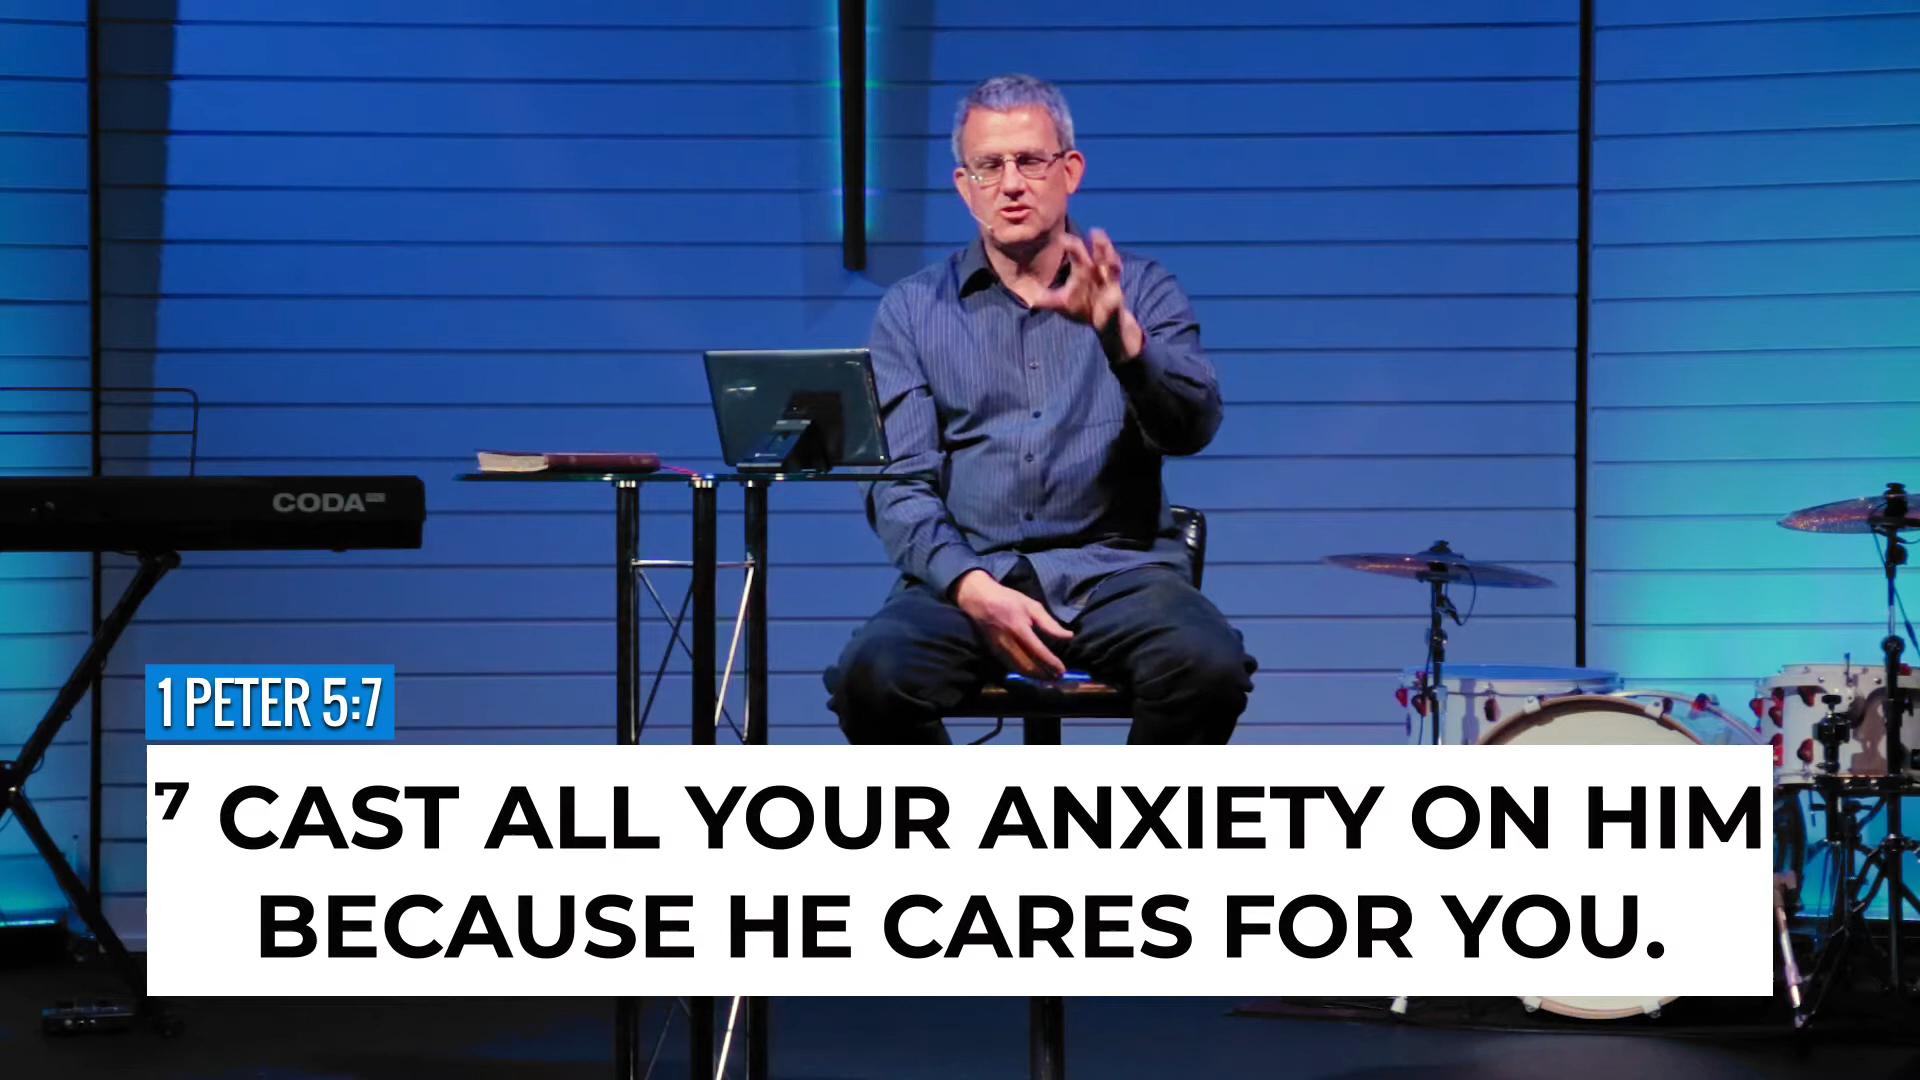 CODA
1 PETER 5:7
⁷ CAST ALL YOUR ANXIETY ON HIM
BECAUSE HE CARES FOR YOU.